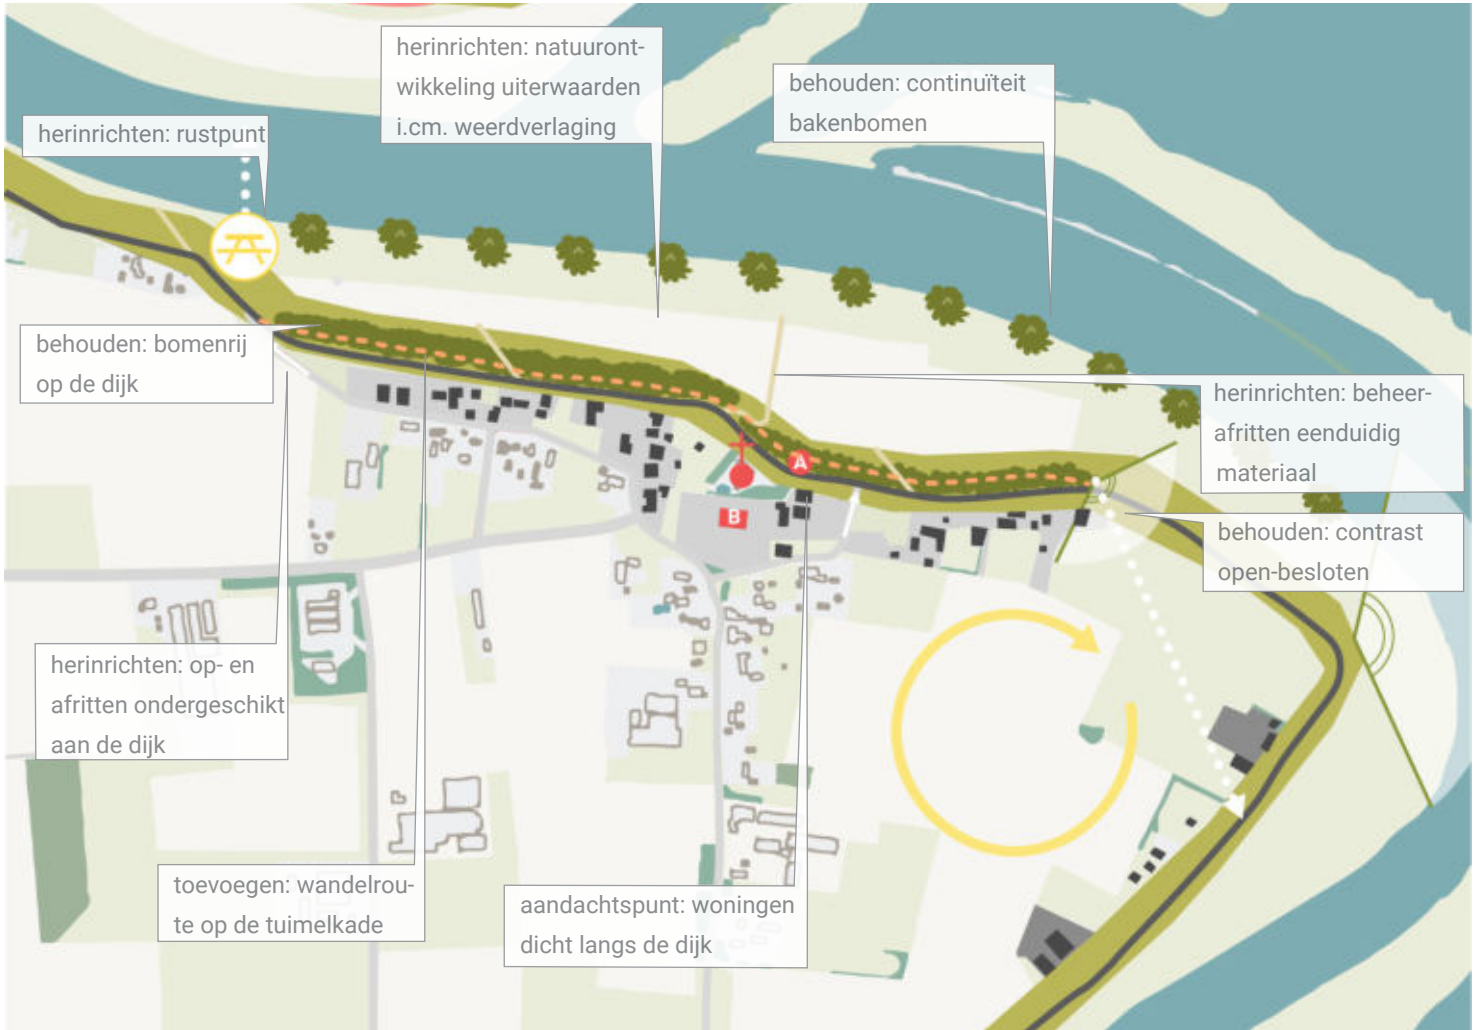 herinrichten: natuuront-
wikkeling uiterwaarden
i.cm. weerdverlaging
behouden: continuïteit
bakenbomen
herinrichten: rustpunt
behouden: bomenrij
op de dijk
herinrichten: beheer-
afritten eenduidig
materiaal
A
B
behouden: contrast
open-besloten
herinrichten: op- en
afritten ondergeschikt
aan de dijk
toevoegen: wandelrou-
te op de tuimelkade
aandachtspunt: woningen
dicht langs de dijk